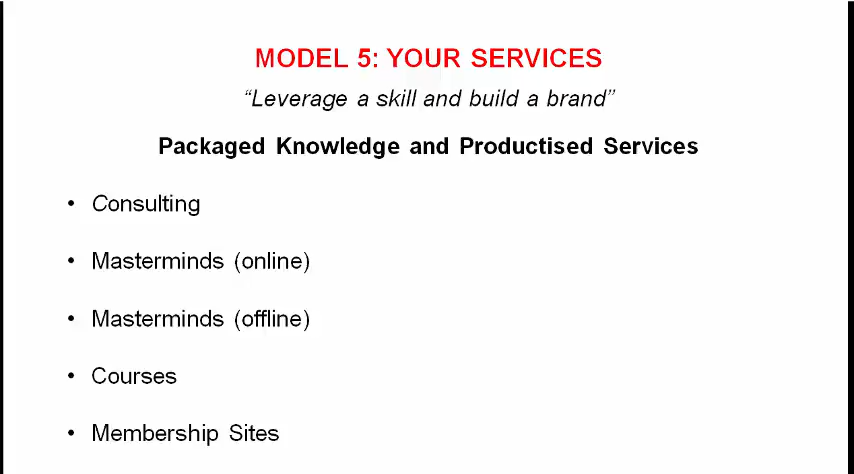 MODEL 5: YOUR SERVICES
“Leverage a skill and build a brand”
Packaged Knowledge and Productised Services
• Consulting
• Masterminds (online)
• Masterminds (offline)
• Courses
• Membership Sites